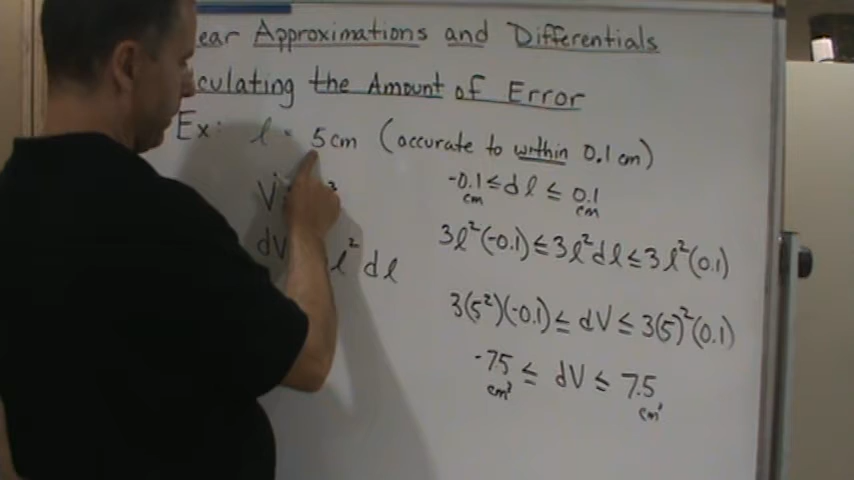 ear Approximations and Differentials
culating the Amount of Error
Ex: l = 5cm (accurate to within 0.1 cm)
V
-0.1 cm ≤ dl ≤ 0.1 cm
dV l² dl
3l²(-0.1) ≤ 3l²dl ≤ 3l²(0.1)
3(5²)(-0.1) ≤ dV ≤ 3(5)²(0.1)
-7.5 cm³ ≤ dV ≤ 7.5 cm³